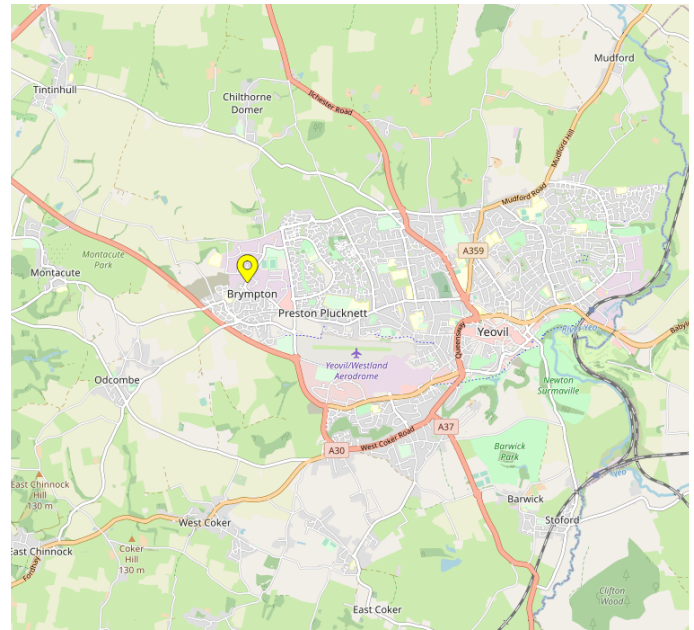 Mudford
Tintinhull
Chilthorne
Domer
Ilchester Road
Mudford Hill
Mudford Road
A359
Montacute
Park
Montacute
Brympton
Preston Plucknett
Yeovil
Queensway
River Yeo
Yeovil/Westland
Aerodrome
Odcombe
Newton
Surmaville
A37
West Coker Road
A30
Barwick
Park
East Chinnock
Hill
130 m
Yeo
Barwick
West Coker
Stoford
East Chinnock
Coker
Hill
130 m
Fordhay
Clifton
Wood
East Coker